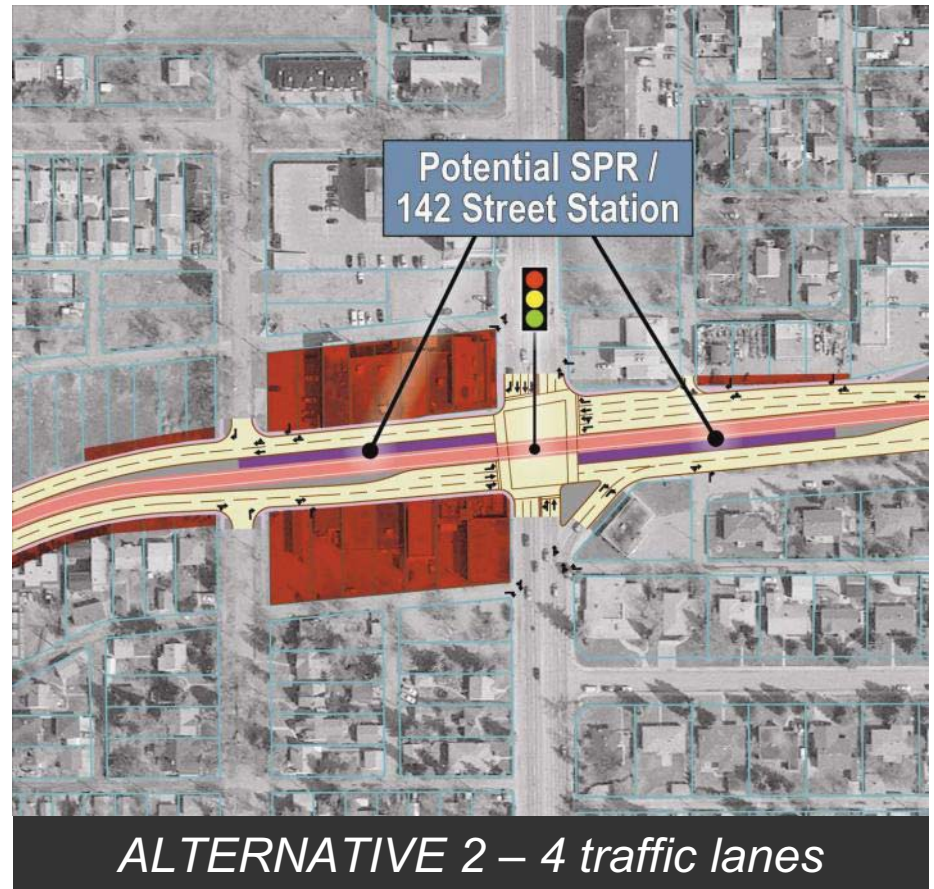 Potential SPR /
142 Street Station
ALTERNATIVE 2 – 4 traffic lanes